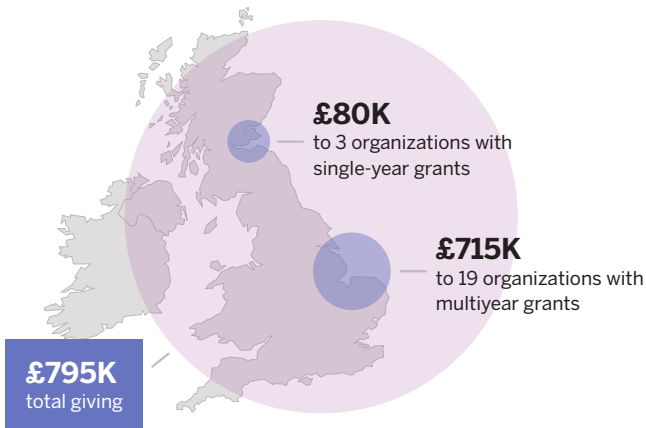 £80K
to 3 organizations with
single-year grants
£715K
to 19 organizations with
multiyear grants
£795K
total giving